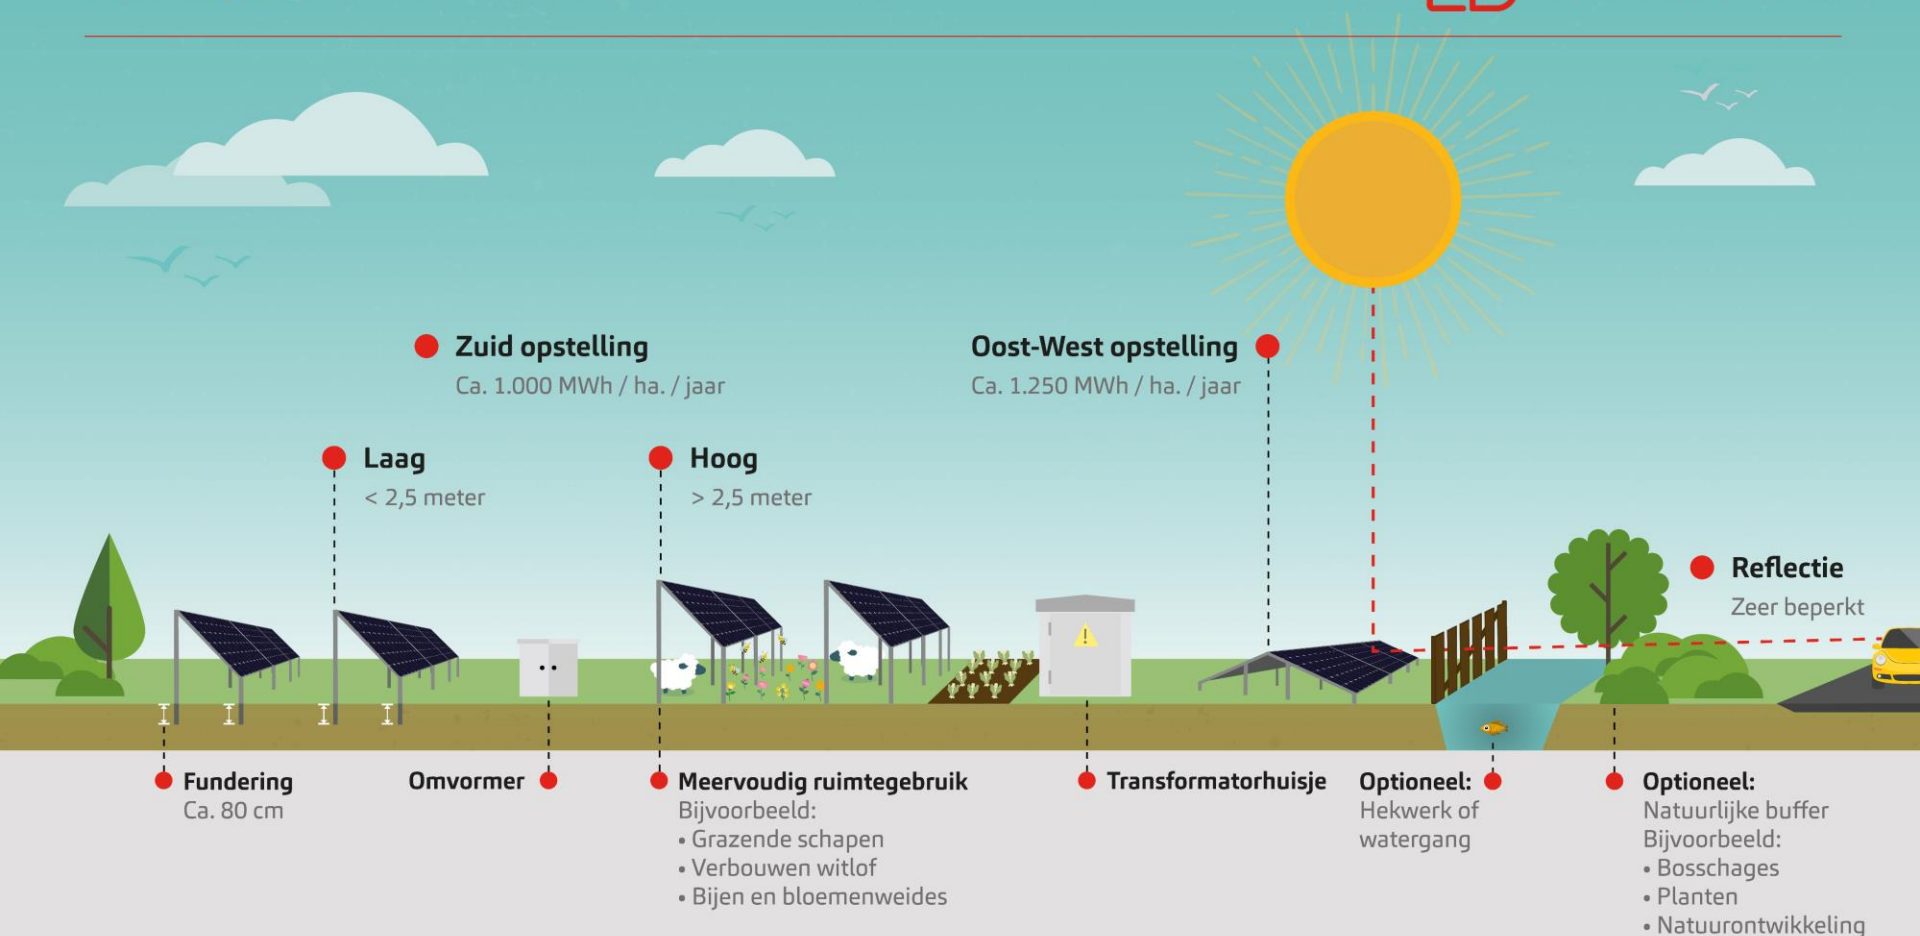 Zuid opstelling
Ca. 1.000 MWh / ha. / jaar
Oost-West opstelling
Ca. 1.250 MWh / ha. / jaar
Laag
< 2,5 meter
Hoog
> 2,5 meter
Reflectie
Zeer beperkt
Fundering
Ca. 80 cm
Omvormer
Meervoudig ruimtegebruik
Bijvoorbeeld:
• Grazende schapen
• Verbouwen witlof
• Bijen en bloemenweides
Transformatorhuisje
Optioneel:
Hekwerk of
watergang
Optioneel:
Natuurlijke buffer
Bijvoorbeeld:
• Bosschages
• Planten
• Natuurontwikkeling